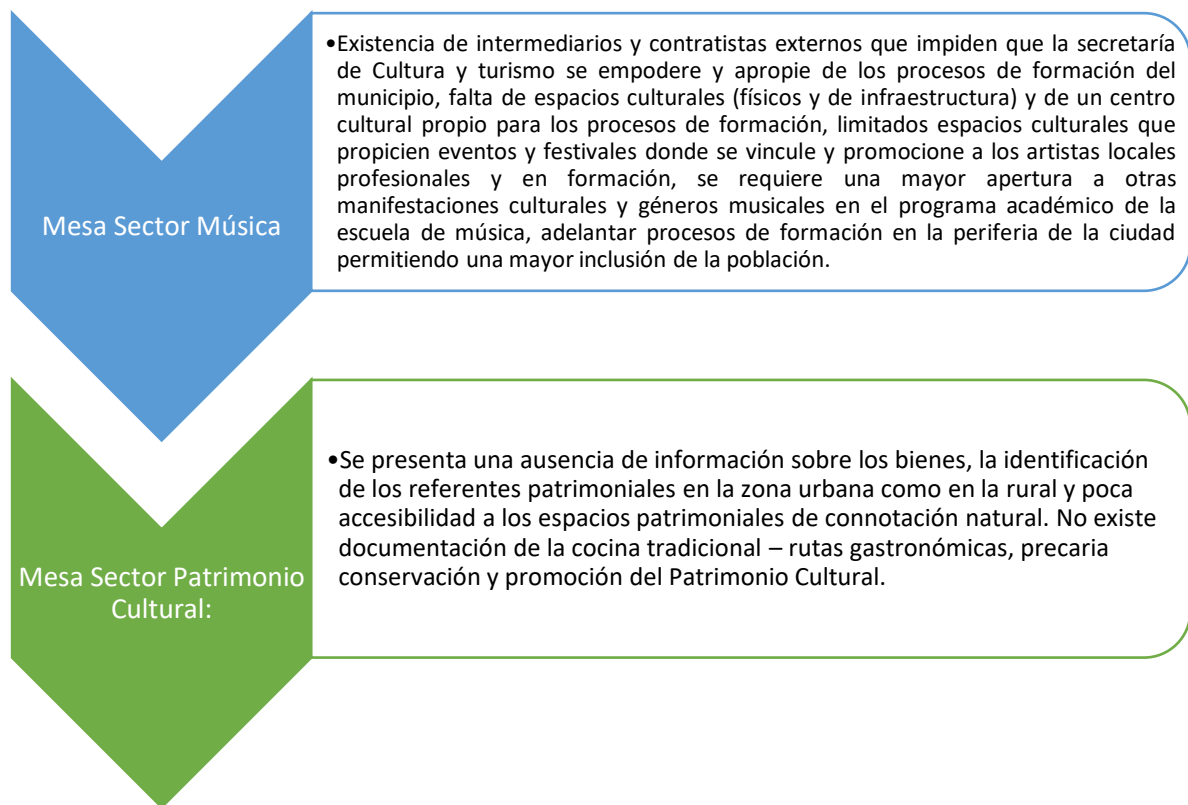 •Existencia de intermediarios y contratistas externos que impiden que la secretaría
de Cultura y turismo se empodere y apropie de los procesos de formación del
municipio, falta de espacios culturales (físicos y de infraestructura) y de un centro
cultural propio para los procesos de formación, limitados espacios culturales que
propicien eventos y festivales donde se vincule y promocione a los artistas locales
profesionales y en formación, se requiere una mayor apertura a otras
manifestaciones culturales y géneros musicales en el programa académico de la
escuela de música, adelantar procesos de formación en la periferia de la ciudad
permitiendo una mayor inclusión de la población.
Mesa Sector Música
•Se presenta una ausencia de información sobre los bienes, la identificación
de los referentes patrimoniales en la zona urbana como en la rural y poca
accesibilidad a los espacios patrimoniales de connotación natural. No existe
documentación de la cocina tradicional – rutas gastronómicas, precaria
conservación y promoción del Patrimonio Cultural.
Mesa Sector Patrimonio
Cultural: